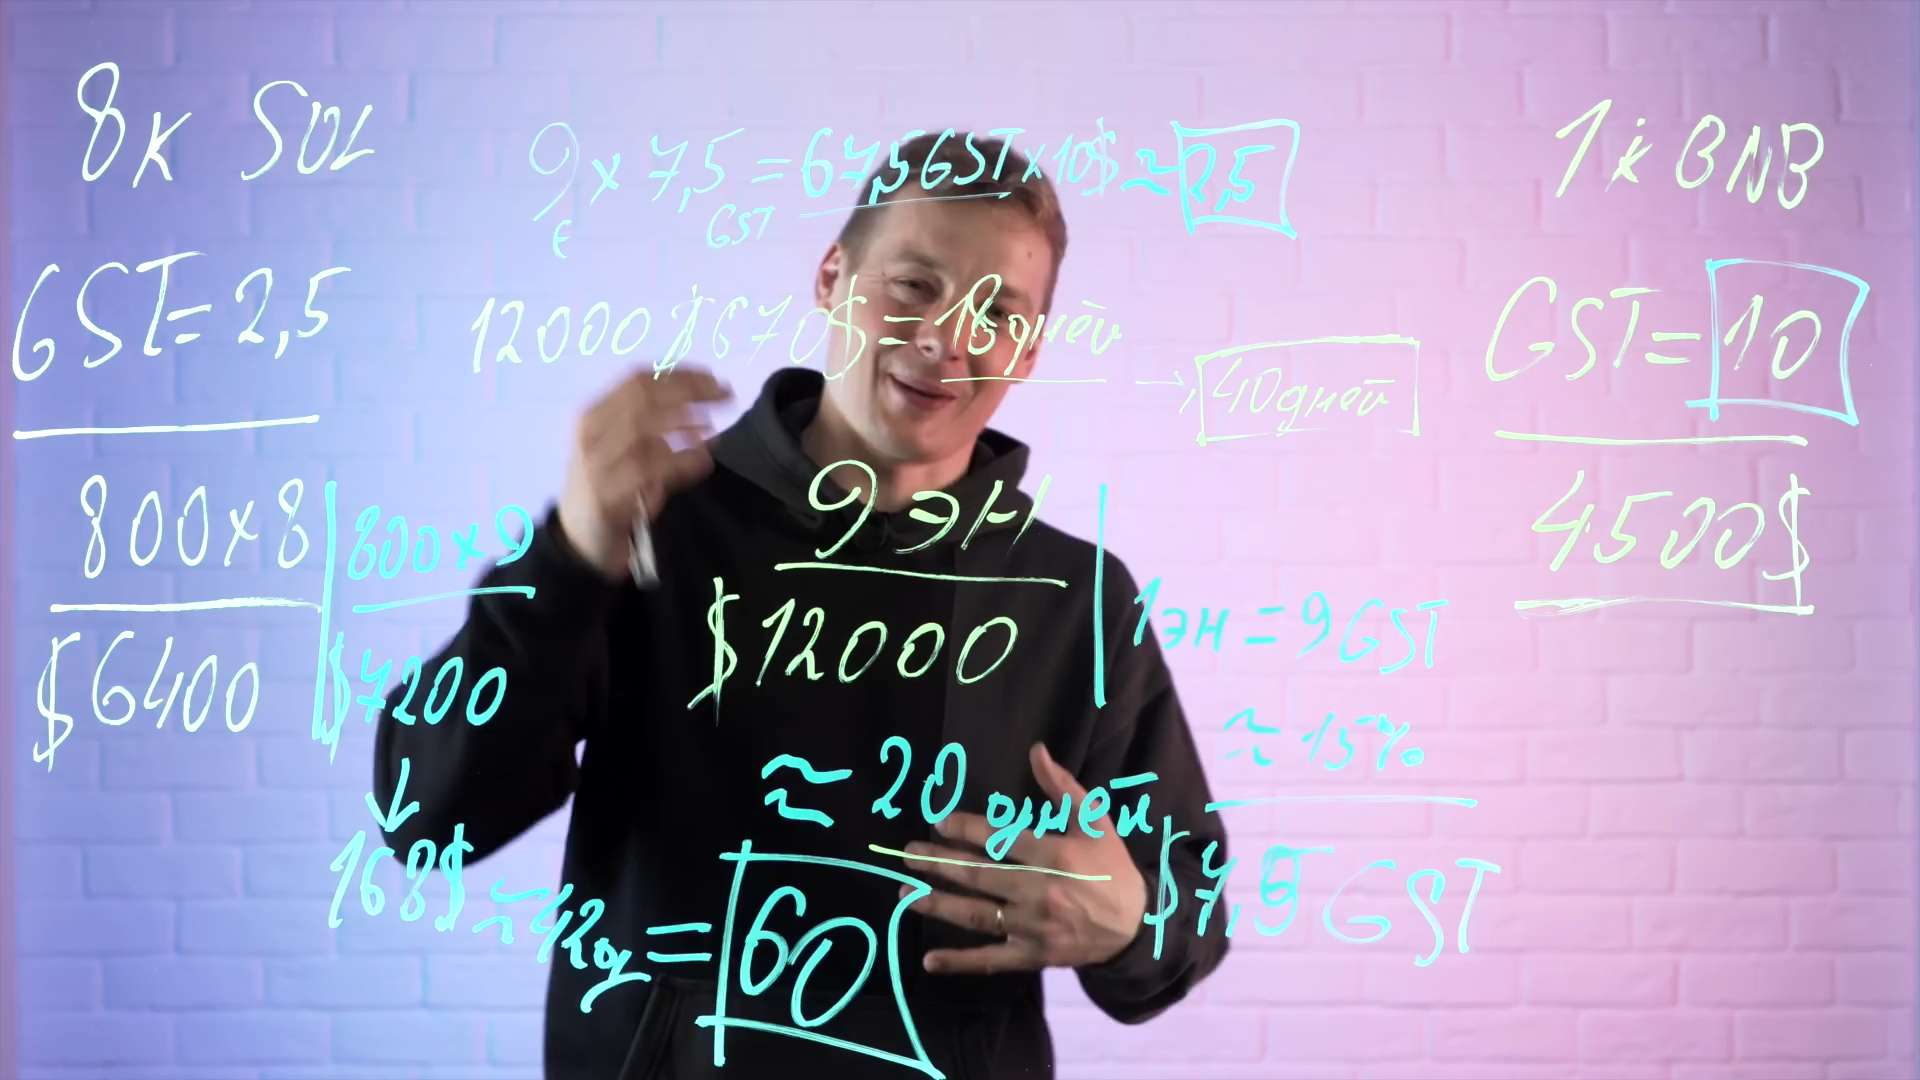 8к SOL
GST = 2,5
800 x 8
$6400
800 x 9
$7200
168$ ≈ 42g = 60
9 x 7,5 = 67,5GST x 10$ ≈ 2,5
GST
12000 $ 670$ = 18 дней → 40 дней
9 ЭН
$12000
≈ 20 дней
1 ЭН = 9 GST
≈ 15%
7,5 GST
BNB
GST = 10
4500$